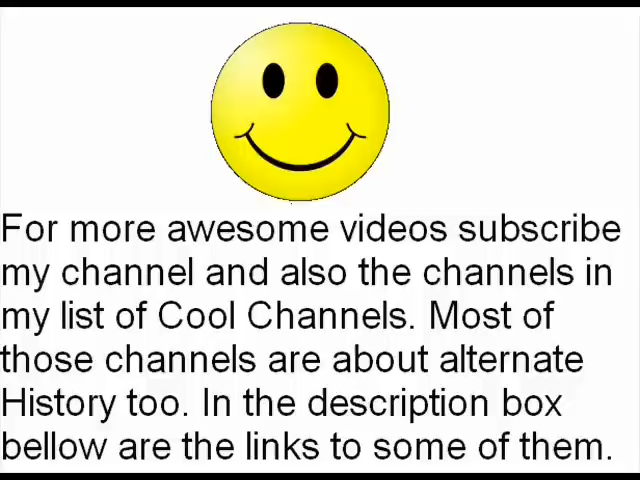 For more awesome videos subscribe
my channel and also the channels in
my list of Cool Channels. Most of
those channels are about alternate
History too. In the description box
bellow are the links to some of them.